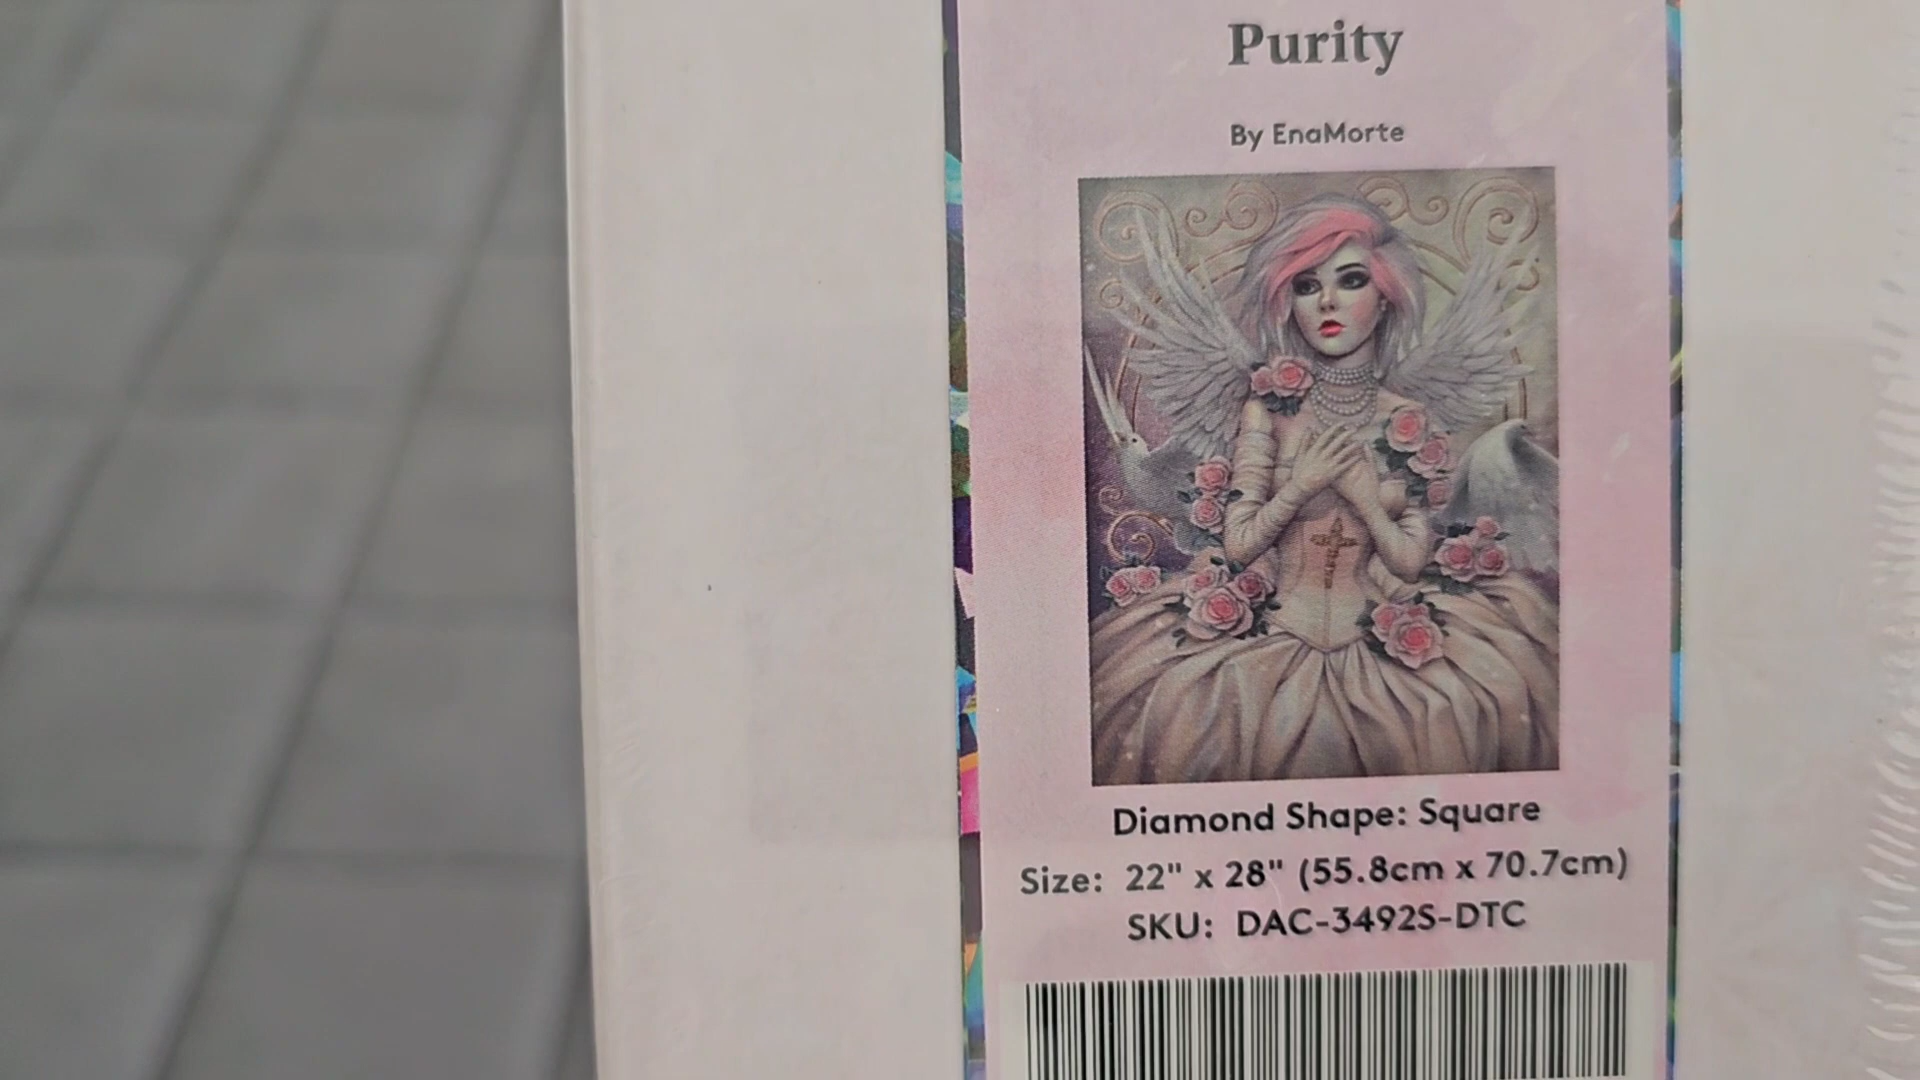 Purity
By EnaMorte
Diamond Shape: Square
Size: 22" x 28" (55.8cm x 70.7cm)
SKU: DAC-3492S-DTC